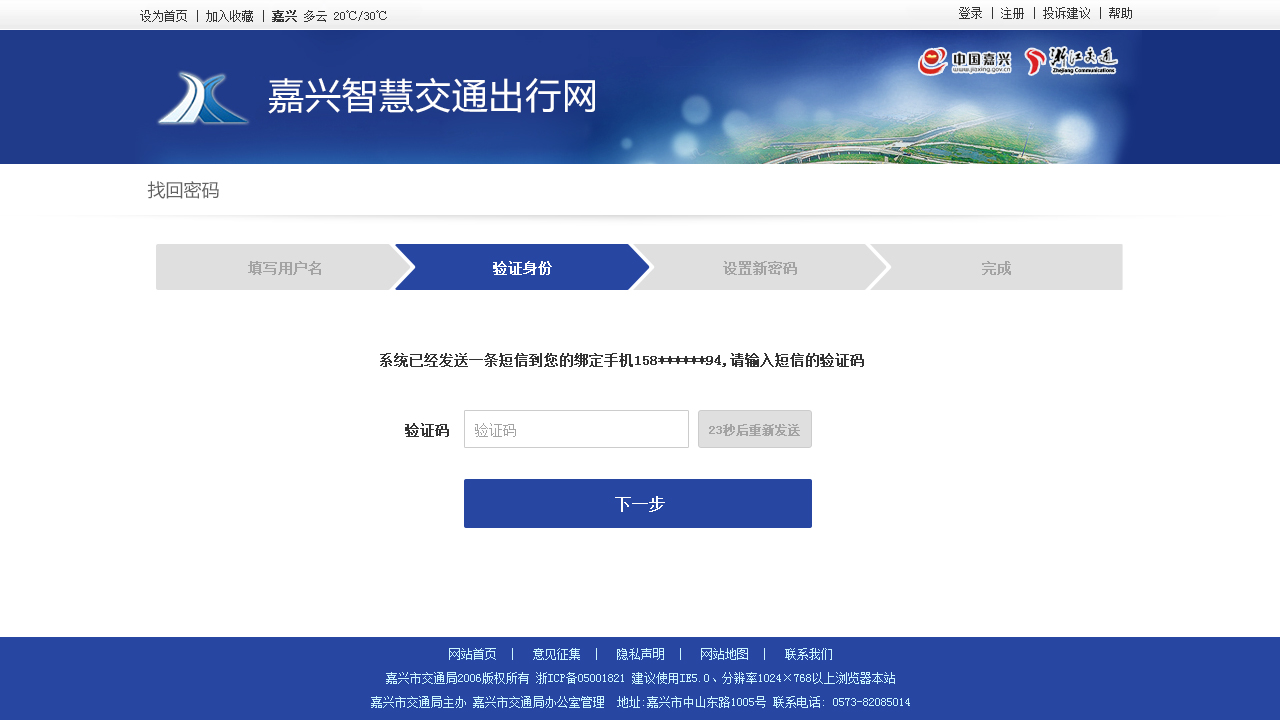 设为首页 | 加入收藏 | 嘉兴 多云 20℃/30℃
登录 | 注册 | 投诉建议 | 帮助
中国嘉兴
www.jiaxing.gov.cn
浙江交通
Zhejiang Communications
嘉兴智慧交通出行网
找回密码
填写用户名
验证身份
设置新密码
完成
系统已经发送一条短信到您的绑定手机158******94,请输入短信的验证码
验证码 验证码 23秒后重新发送
下一步
网站首页 | 意见征集 | 隐私声明 | 网站地图 | 联系我们
嘉兴市交通局2006版权所有 浙ICP备05001821 建议使用IE5.0、分辨率1024×768以上浏览器本站
嘉兴市交通局主办 嘉兴市交通局办公室管理 地址:嘉兴市中山东路1005号 联系电话: 0573-82085014